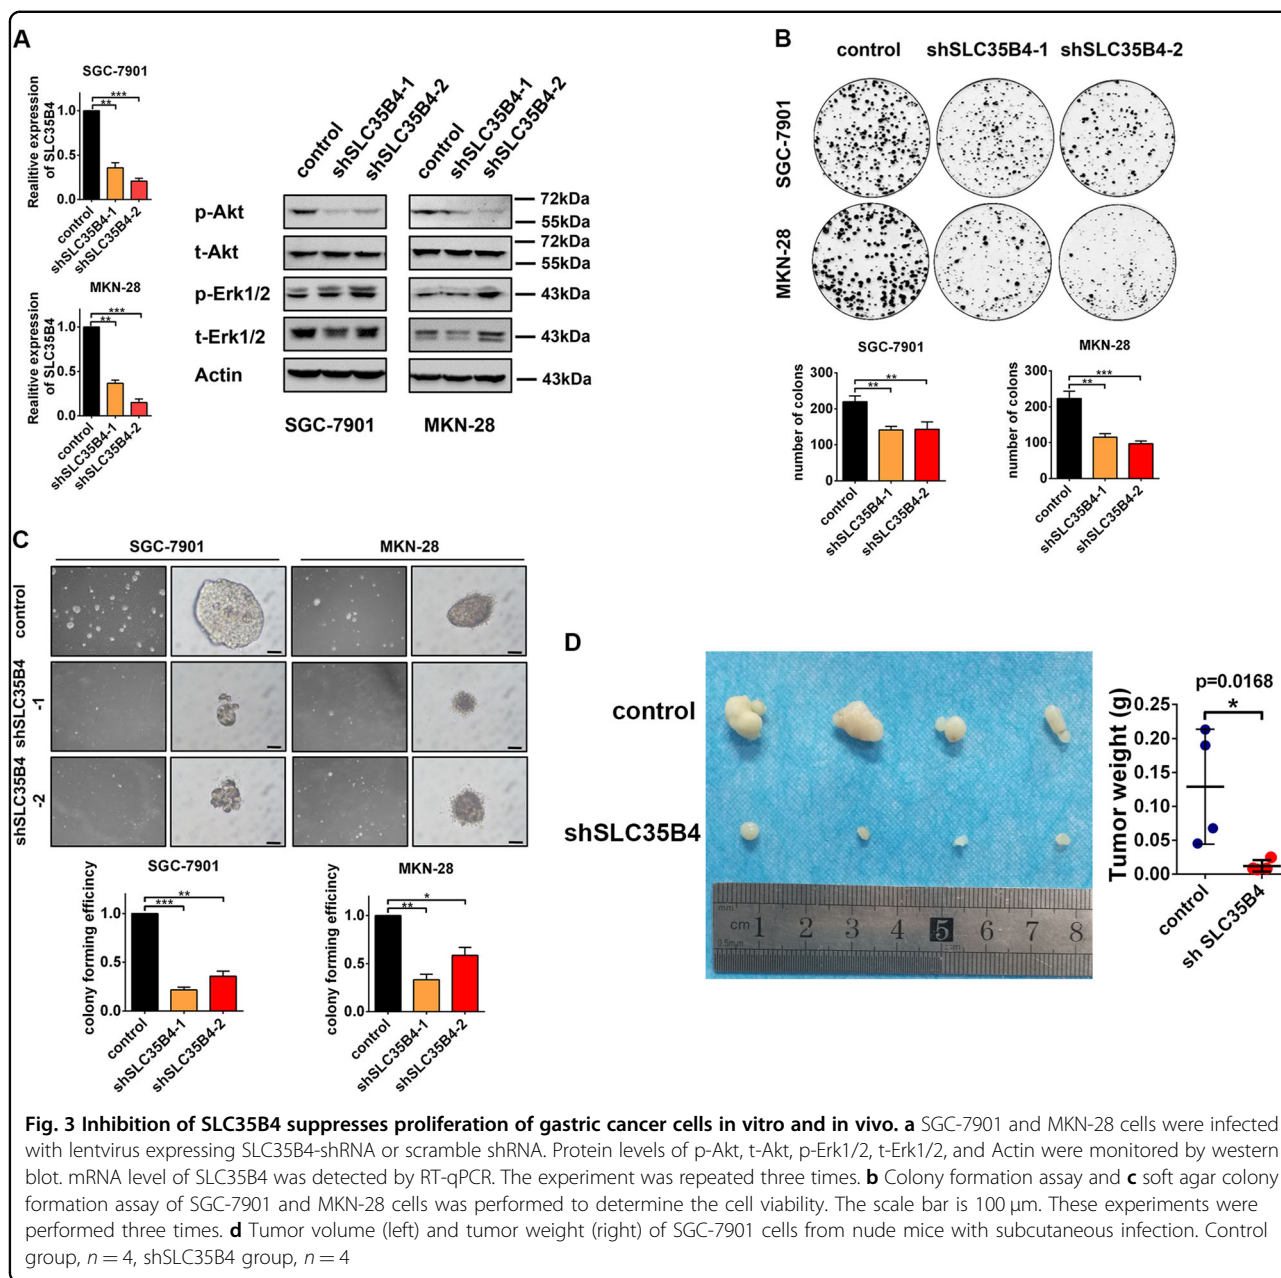 A
SGC-7901
Realitive expression
of SLC35B4
1.0
0.5
0.0
**
***
control
shSLC35B4-1
shSLC35B4-2
MKN-28
Realitive expression
of SLC35B4
1.0
0.5
0.0
**
***
control
shSLC35B4-1
shSLC35B4-2
control
shSLC35B4-1
shSLC35B4-2
control
shSLC35B4-1
shSLC35B4-2
p-Akt
72kDa
55kDa
t-Akt
72kDa
55kDa
p-Erk1/2
43kDa
t-Erk1/2
43kDa
Actin
43kDa
SGC-7901
MKN-28
B
control
shSLC35B4-1
shSLC35B4-2
SGC-7901
MKN-28
SGC-7901
number of colons
300
200
100
0
**
**
control
shSLC35B4-1
shSLC35B4-2
MKN-28
number of colons
300
200
100
0
**
***
control
shSLC35B4-1
shSLC35B4-2
C
SGC-7901
MKN-28
control
shSLC35B4
-1
shSLC35B4
-2
SGC-7901
colony forming efficincy
1.0
0.5
0.0
***
**
control
shSLC35B4-1
shSLC35B4-2
MKN-28
colony forming efficincy
1.0
0.5
0.0
**
*
control
shSLC35B4-1
shSLC35B4-2
D
control
shSLC35B4
mm
cm 1 2 3 4 5 6 7 8
0.5mm
p=0.0168
*
Tumor weight (g)
0.25
0.20
0.15
0.10
0.05
0.00
control
sh SLC35B4
Fig. 3 Inhibition of SLC35B4 suppresses proliferation of gastric cancer cells in vitro and in vivo. a SGC-7901 and MKN-28 cells were infected
with lentvirus expressing SLC35B4-shRNA or scramble shRNA. Protein levels of p-Akt, t-Akt, p-Erk1/2, t-Erk1/2, and Actin were monitored by western
blot. mRNA level of SLC35B4 was detected by RT-qPCR. The experiment was repeated three times. b Colony formation assay and c soft agar colony
formation assay of SGC-7901 and MKN-28 cells was performed to determine the cell viability. The scale bar is 100 μm. These experiments were
performed three times. d Tumor volume (left) and tumor weight (right) of SGC-7901 cells from nude mice with subcutaneous infection. Control
group, n = 4, shSLC35B4 group, n = 4